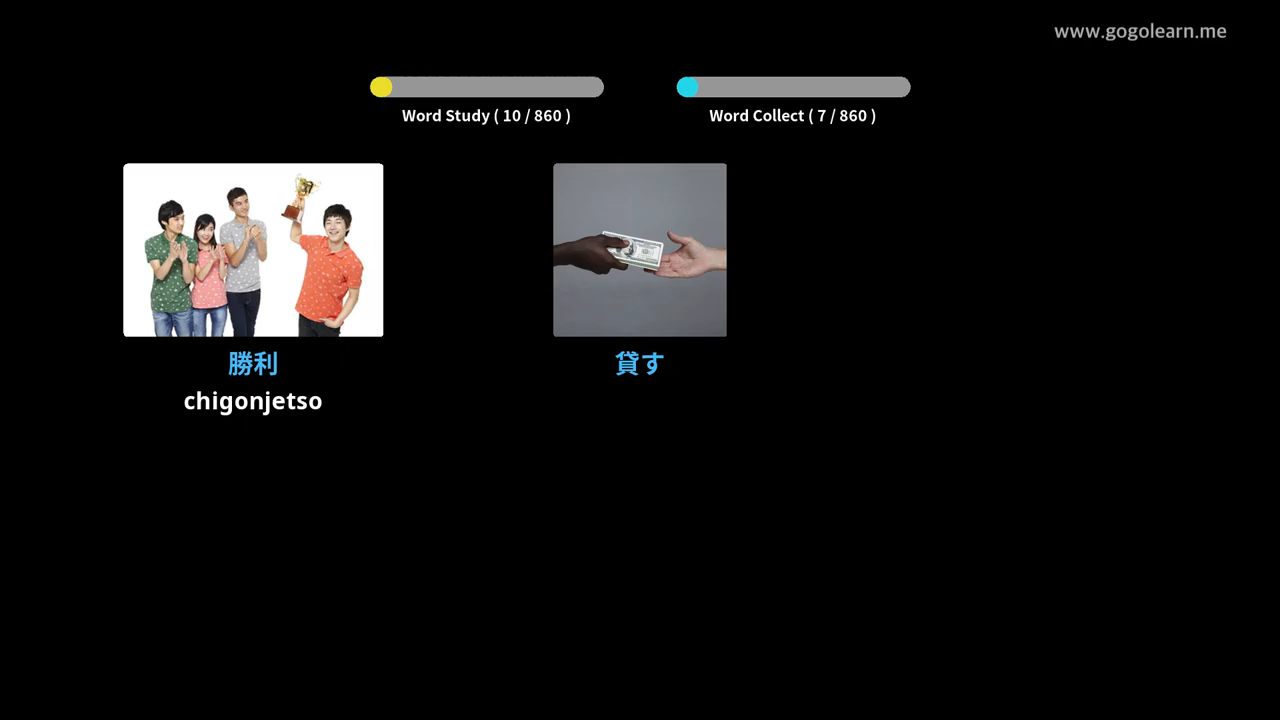 www.gogolearn.me
Word Study ( 10 / 860 )
Word Collect ( 7 / 860 )
勝利
chigonjetso
貸す